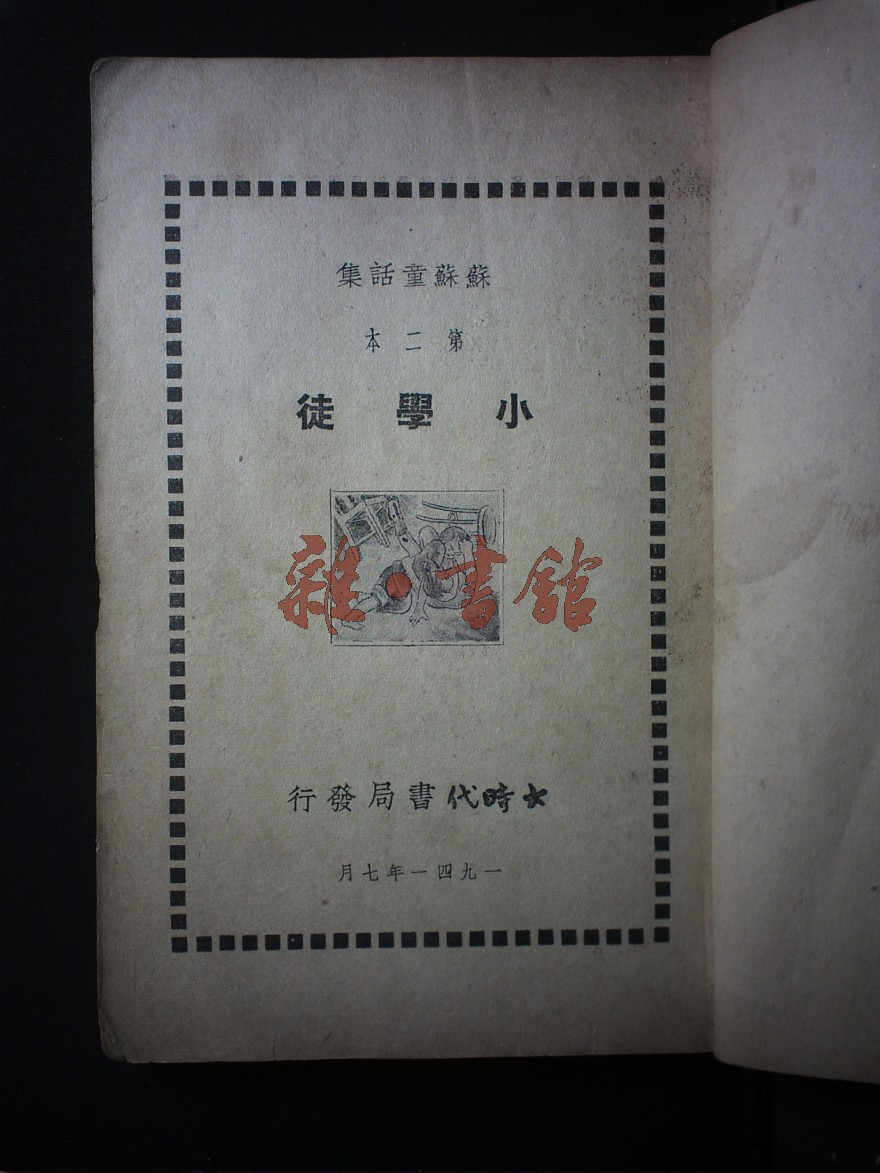 蘇蘇童話集
第二本
小學徒
雜·書館
大時代書局發行
一九四一年七月